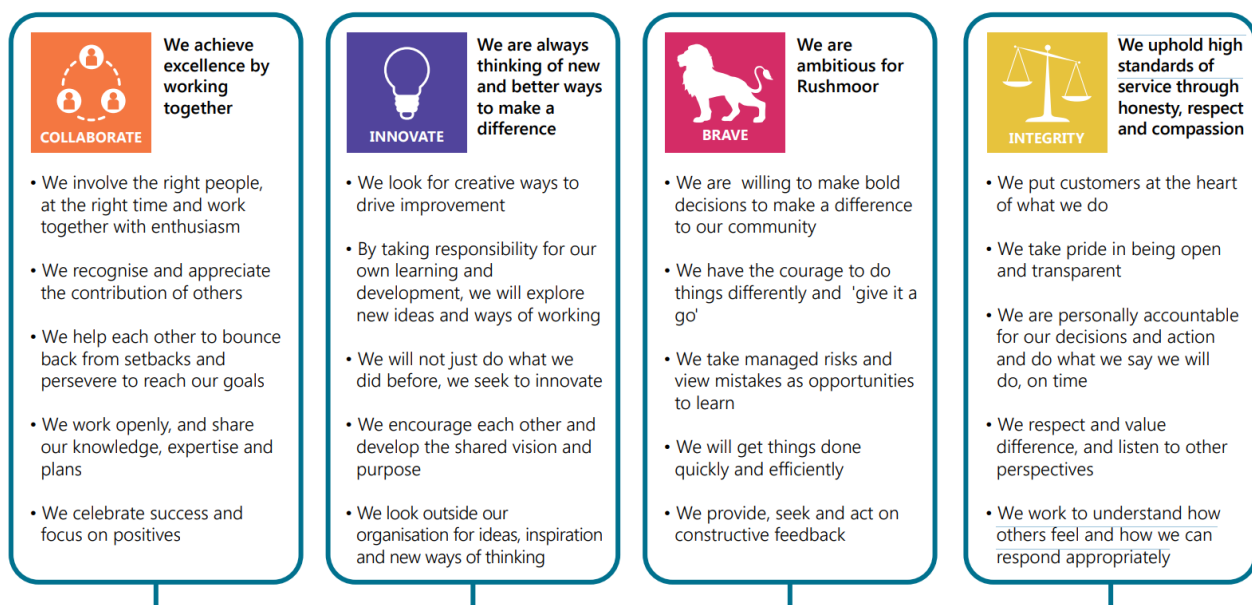 COLLABORATE
We achieve
excellence by
working
together
• We involve the right people,
at the right time and work
together with enthusiasm
• We recognise and appreciate
the contribution of others
• We help each other to bounce
back from setbacks and
persevere to reach our goals
• We work openly, and share
our knowledge, expertise and
plans
• We celebrate success and
focus on positives
INNOVATE
We are always
thinking of new
and better ways
to make a
difference
• We look for creative ways to
drive improvement
• By taking responsibility for our
own learning and
development, we will explore
new ideas and ways of working
• We will not just do what we
did before, we seek to innovate
• We encourage each other and
develop the shared vision and
purpose
• We look outside our
organisation for ideas, inspiration
and new ways of thinking
BRAVE
We are
ambitious for
Rushmoor
• We are  willing to make bold
decisions to make a difference
to our community
• We have the courage to do
things differently and  'give it a
go'
• We take managed risks and
view mistakes as opportunities
to learn
• We will get things done
quickly and efficiently
• We provide, seek and act on
constructive feedback
INTEGRITY
We uphold high
standards of
service through
honesty, respect
and compassion
• We put customers at the heart
of what we do
• We take pride in being open
and transparent
• We are personally accountable
for our decisions and action
and do what we say we will
do, on time
• We respect and value
difference, and listen to other
perspectives
• We work to understand how
others feel and how we can
respond appropriately